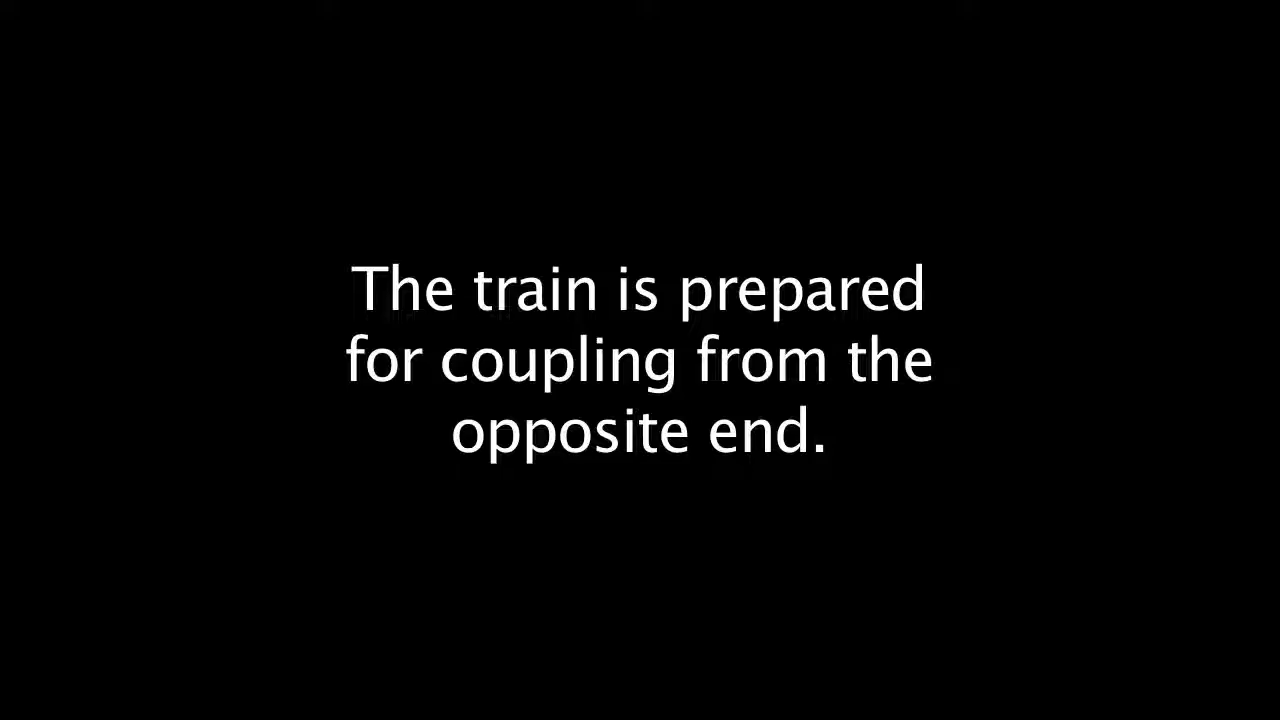 The train is prepared
for coupling from the
opposite end.